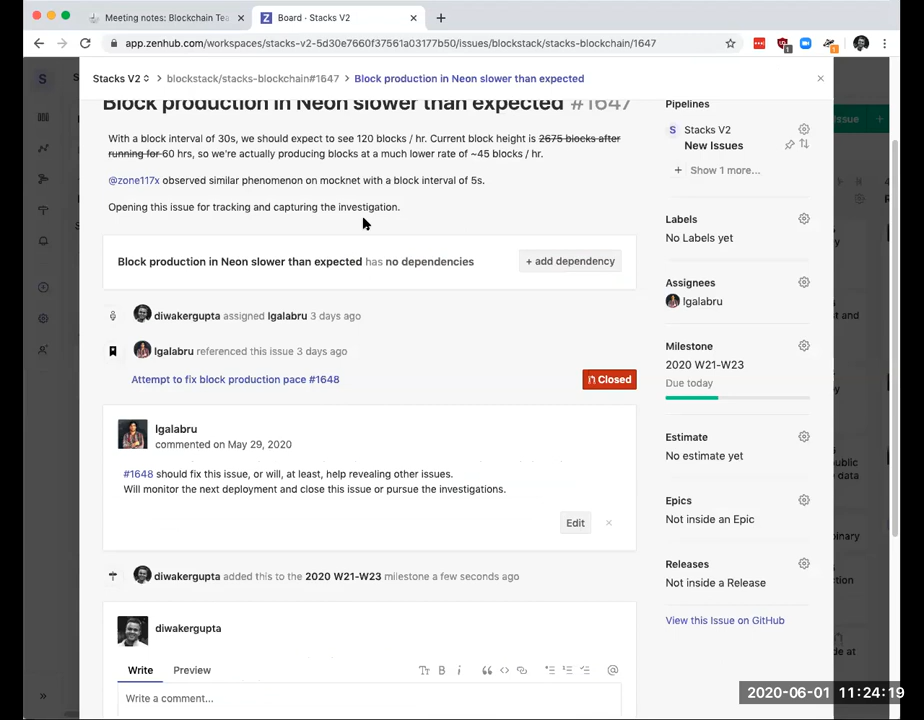 Meeting notes: Blockchain Tea
Board · Stacks V2
app.zenhub.com/workspaces/stacks-v2-5d30e7660f37561a03177b50/issues/blockstack/stacks-blockchain/1647
Stacks V2 blockstack/stacks-blockchain#1647 Block production in Neon slower than expected
Block production in Neon slower than expected #1647
With a block interval of 30s, we should expect to see 120 blocks / hr. Current block height is 2675 blocks after
running for 60 hrs, so we're actually producing blocks at a much lower rate of ~45 blocks / hr.
@zone117x observed similar phenomenon on mocknet with a block interval of 5s.
Opening this issue for tracking and capturing the investigation.
Block production in Neon slower than expected has no dependencies
+ add dependency
diwakergupta assigned lgalabru 3 days ago
lgalabru referenced this issue 3 days ago
Attempt to fix block production pace #1648
Closed
lgalabru
commented on May 29, 2020
#1648 should fix this issue, or will, at least, help revealing other issues.
Will monitor the next deployment and close this issue or pursue the investigations.
Edit
diwakergupta added this to the 2020 W21-W23 milestone a few seconds ago
diwakergupta
Write Preview
Write a comment...
Pipelines
S Stacks V2
New Issues
+ Show 1 more...
Labels
No Labels yet
Assignees
lgalabru
Milestone
2020 W21-W23
Due today
Estimate
No estimate yet
Epics
Not inside an Epic
Releases
Not inside a Release
View this Issue on GitHub
2020-06-01 11:24:19